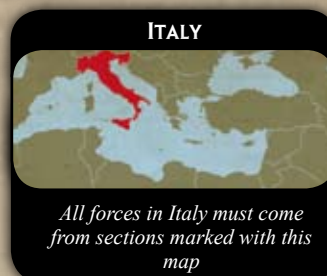 ITALY
All forces in Italy must come
from sections marked with this
map